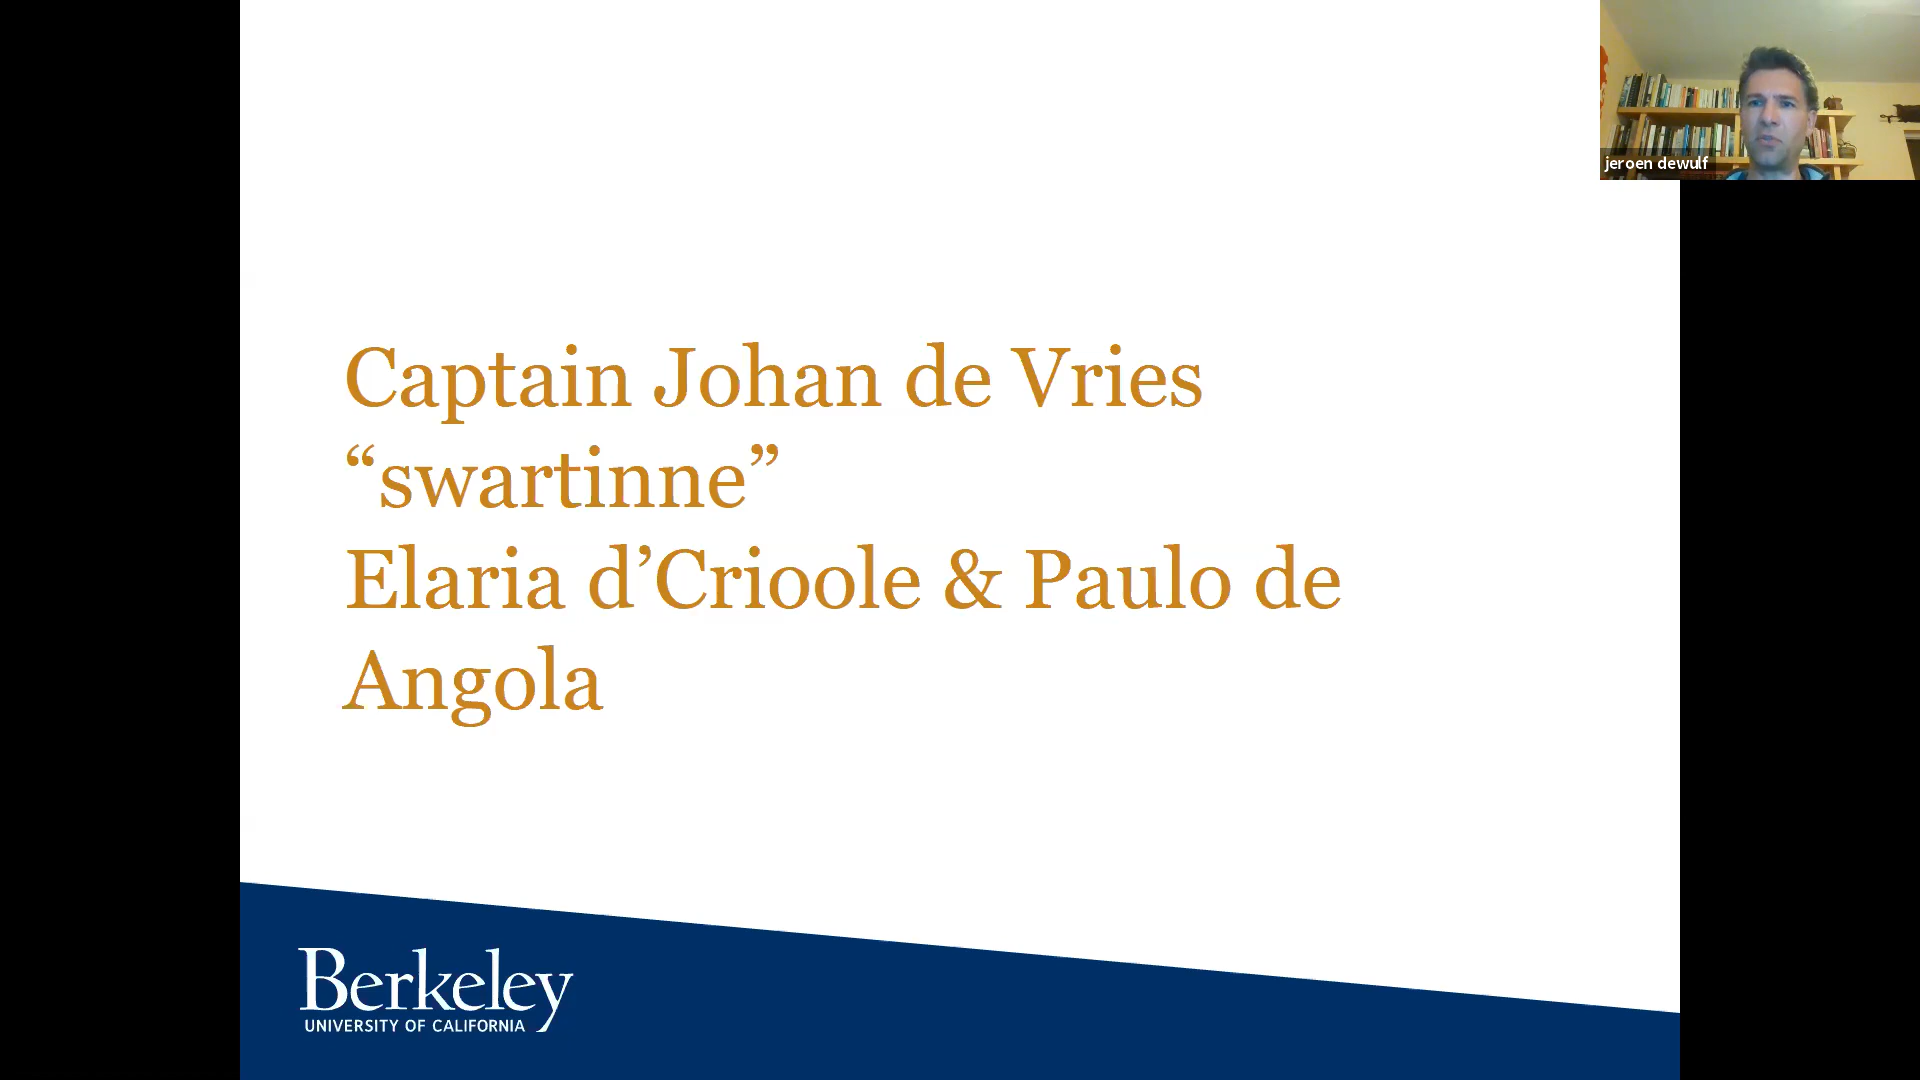 jeroen dewulf
Captain Johan de Vries
“swartinne”
Elaria d’Crioole & Paulo de
Angola
Berkeley
UNIVERSITY OF CALIFORNIA